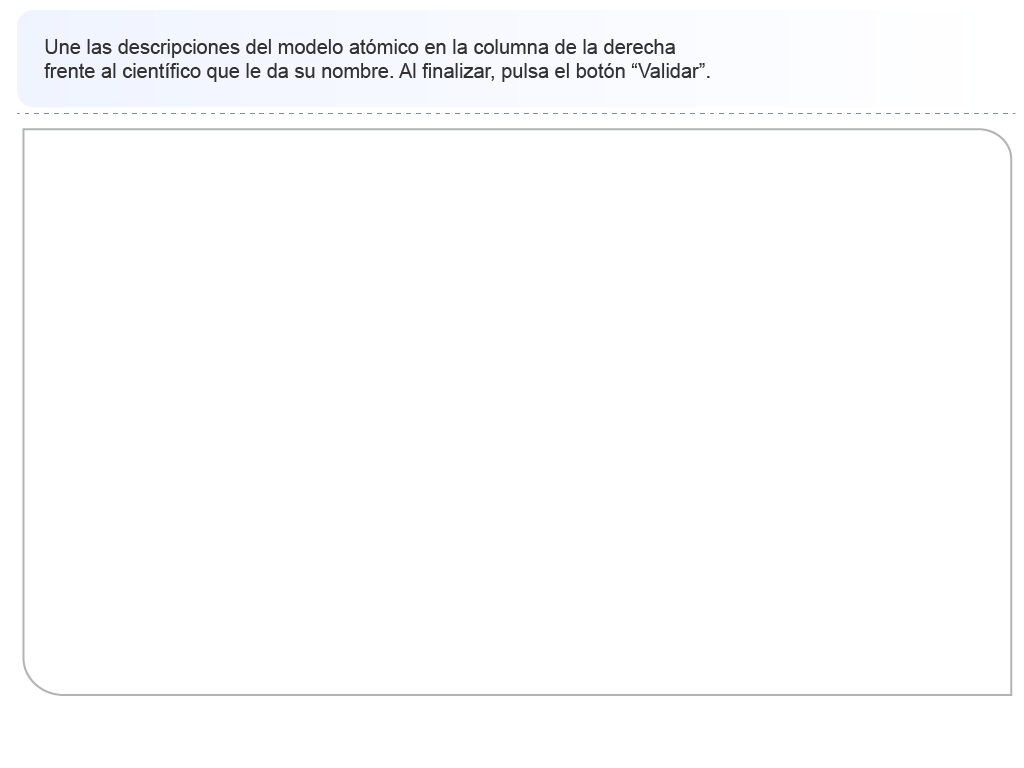 Une las descripciones del modelo atómico en la columna de la derecha
frente al científico que le da su nombre. Al finalizar, pulsa el botón “Validar”.